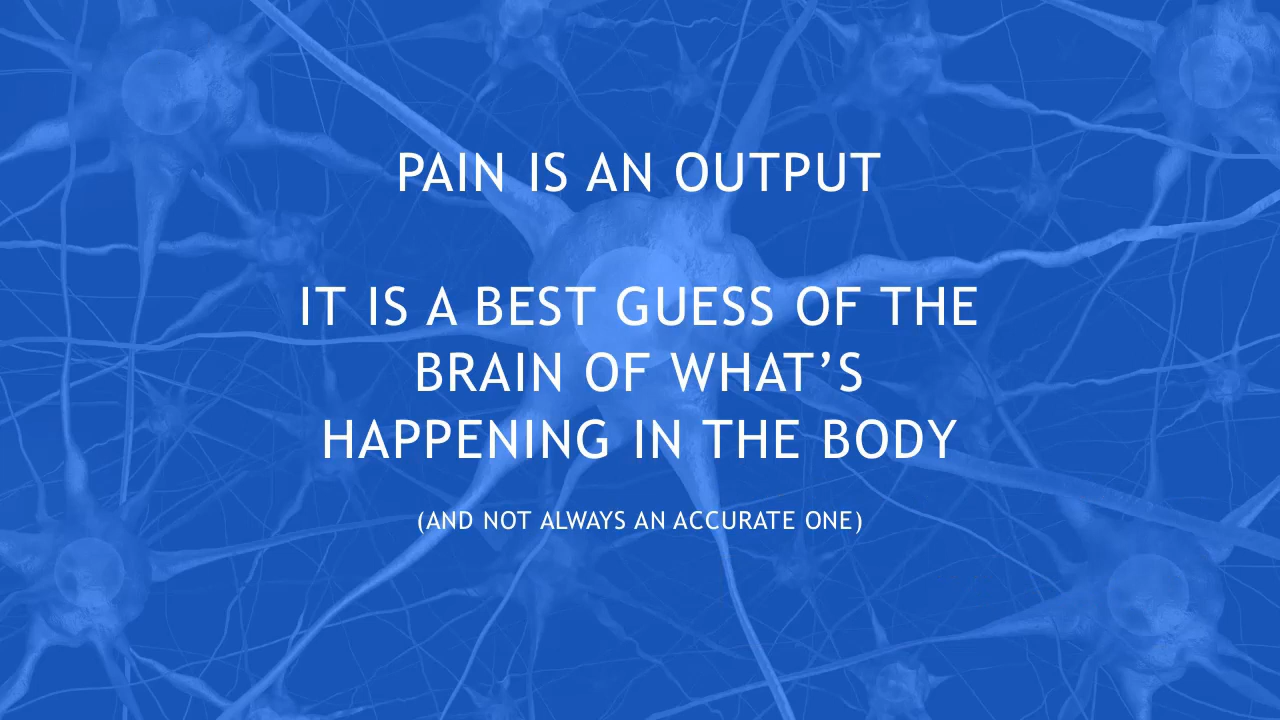 PAIN IS AN OUTPUT
IT IS A BEST GUESS OF THE
BRAIN OF WHAT’S
HAPPENING IN THE BODY
(AND NOT ALWAYS AN ACCURATE ONE)